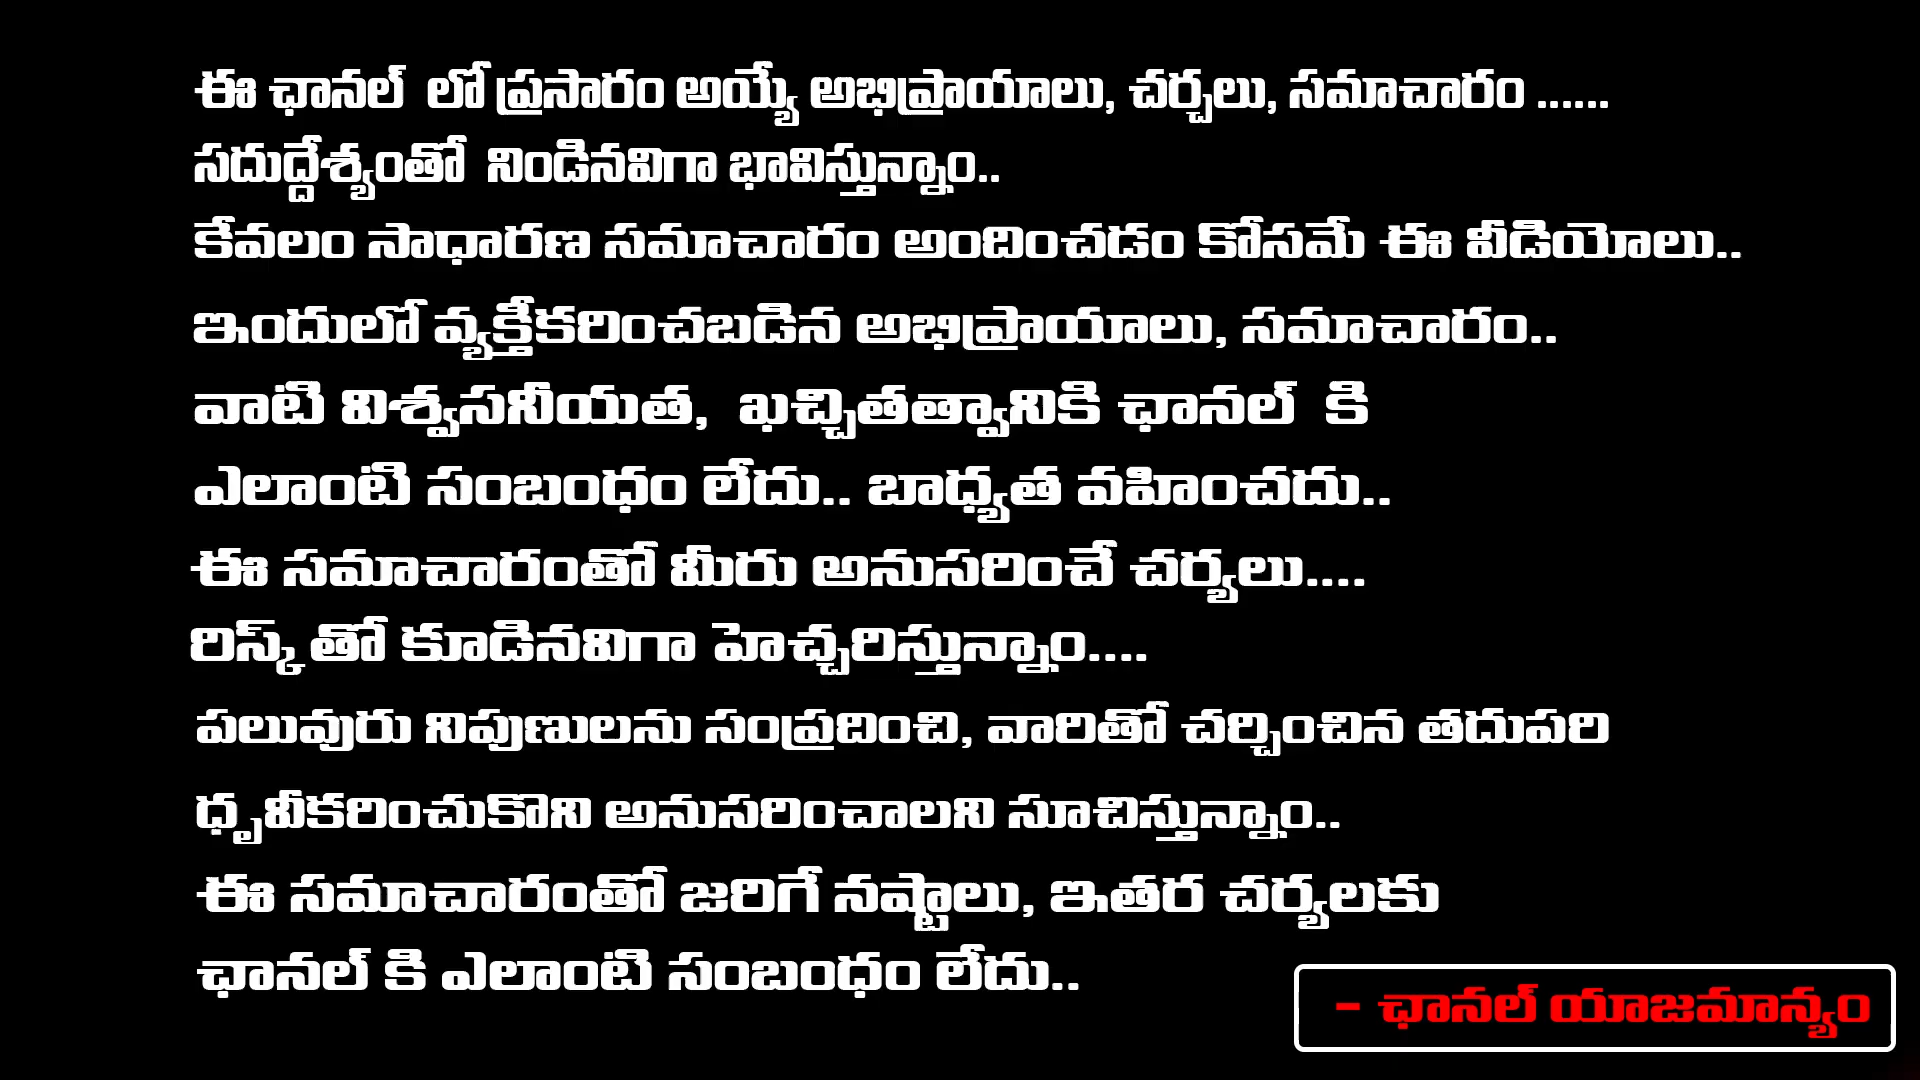 ఈ ఛానల్ లో ప్రసారం అయ్యే అభిప్రాయాలు, చర్చలు, సమాచారం ......
సదుద్దేశ్యంతో నిండినవిగా భావిస్తున్నాం..
కేవలం సాధారణ సమాచారం అందించడం కోసమే ఈ వీడియోలు..
ఇందులో వ్యక్తీకరించబడిన అభిప్రాయాలు, సమాచారం..
వాటి విశ్వసనీయత, ఖచ్చితత్వానికి ఛానల్ కి
ఎలాంటి సంబంధం లేదు.. బాధ్యత వహించదు..
ఈ సమాచారంతో మీరు అనుసరించే చర్యలు....
రిస్క్ తో కూడినవిగా హెచ్చరిస్తున్నాం....
పలువురు నిపుణులను సంప్రదించి, వారితో చర్చించిన తదుపరి
ధృవీకరించుకొని అనుసరించాలని సూచిస్తున్నాం..
ఈ సమాచారంతో జరిగే నష్టాలు, ఇతర చర్యలకు
ఛానల్ కి ఎలాంటి సంబంధం లేదు..
- ఛానల్ యాజమాన్యం